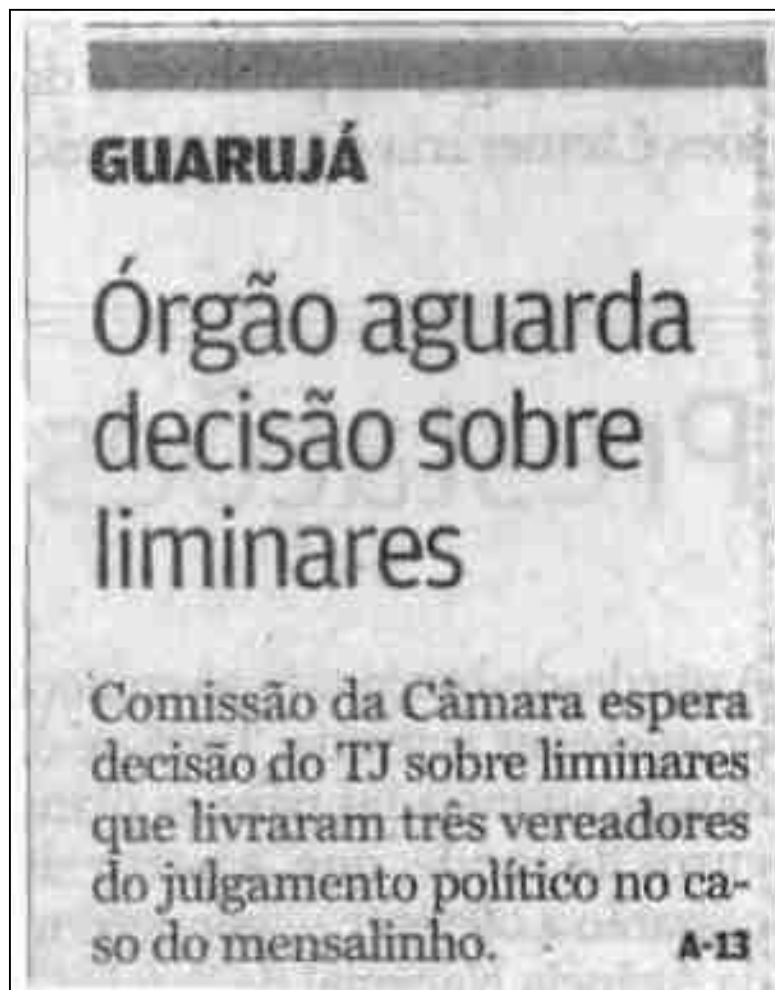 GUARUJÁ
Órgão aguarda
decisão sobre
liminares
Comissão da Câmara espera
decisão do TJ sobre liminares
que livraram três vereadores
do julgamento político no ca-
so do mensalinho. A-13